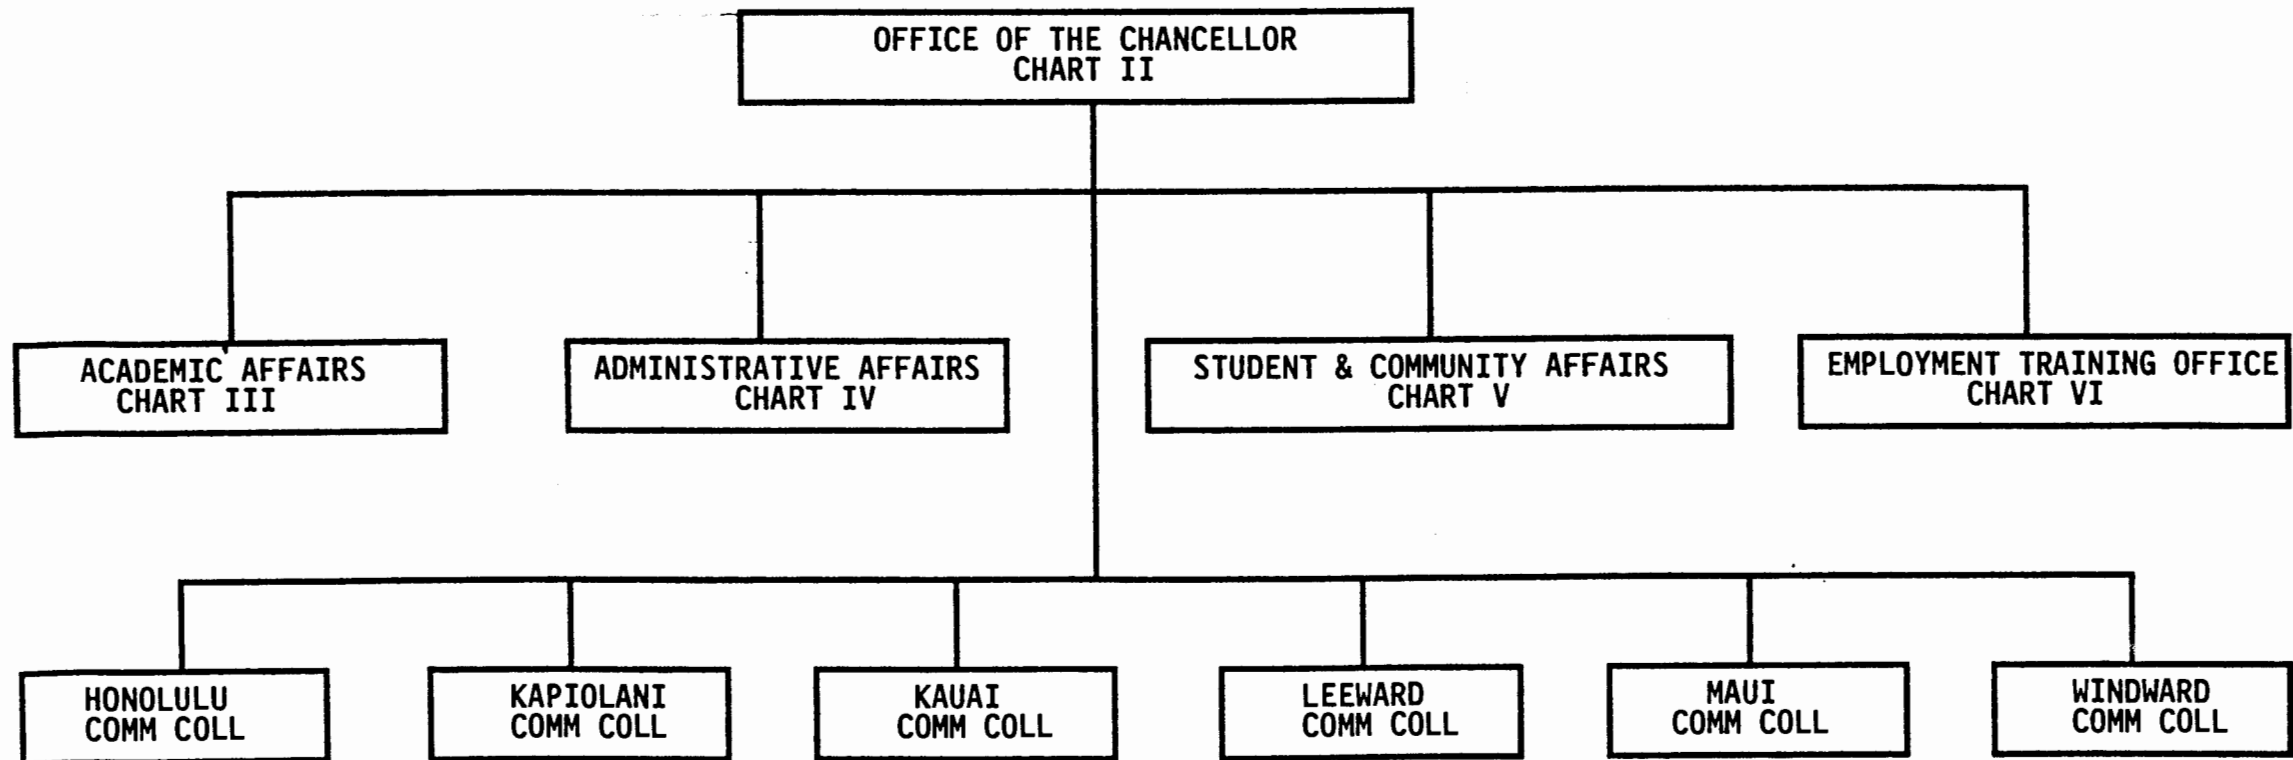 OFFICE OF THE CHANCELLOR
CHART II
ACADEMIC AFFAIRS
CHART III
ADMINISTRATIVE AFFAIRS
CHART IV
STUDENT & COMMUNITY AFFAIRS
CHART V
EMPLOYMENT TRAINING OFFICE
CHART VI
HONOLULU
COMM COLL
KAPIOLANI
COMM COLL
KAUAI
COMM COLL
LEEWARD
COMM COLL
MAUI
COMM COLL
WINDWARD
COMM COLL